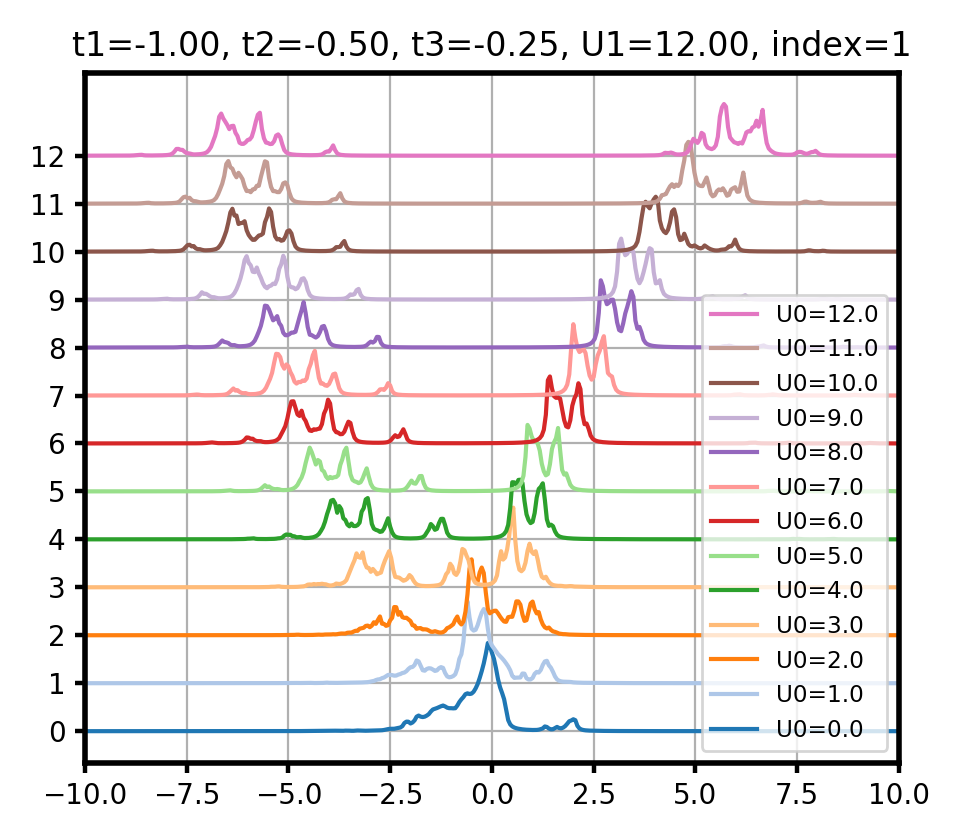 t1=-1.00, t2=-0.50, t3=-0.25, U1=12.00, index=1
12
11
10
9
8
7
6
5
4
3
2
1
0
U0=12.0
U0=11.0
U0=10.0
U0=9.0
U0=8.0
U0=7.0
U0=6.0
U0=5.0
U0=4.0
U0=3.0
U0=2.0
U0=1.0
U0=0.0
−10.0 −7.5 −5.0 −2.5 0.0 2.5 5.0 7.5 10.0